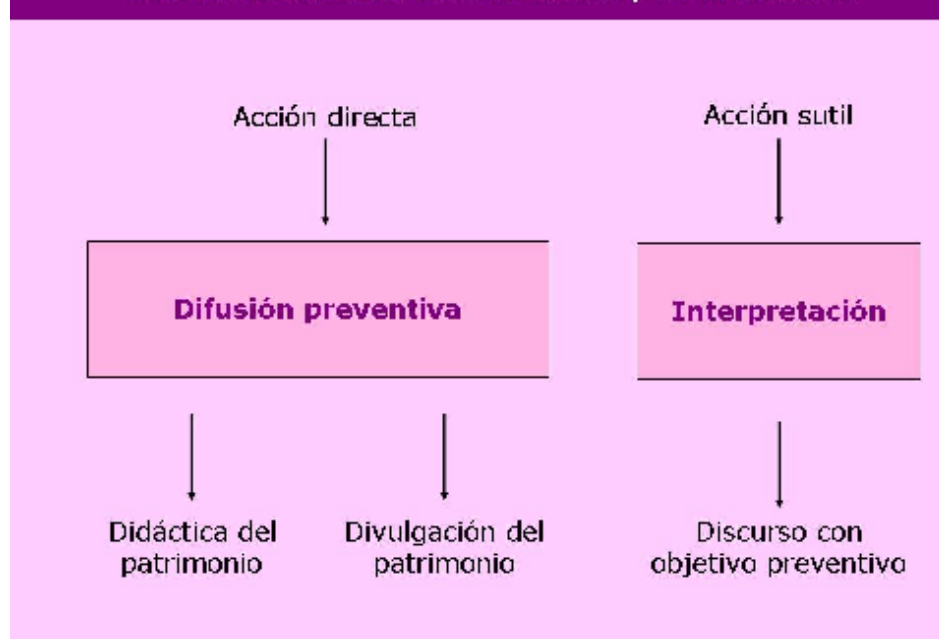 Acción directa
Acción sutil
Difusión preventiva
Interpretación
Didáctica del
patrimonio
Divulgación del
patrimonio
Discurso con
objetivo preventivo